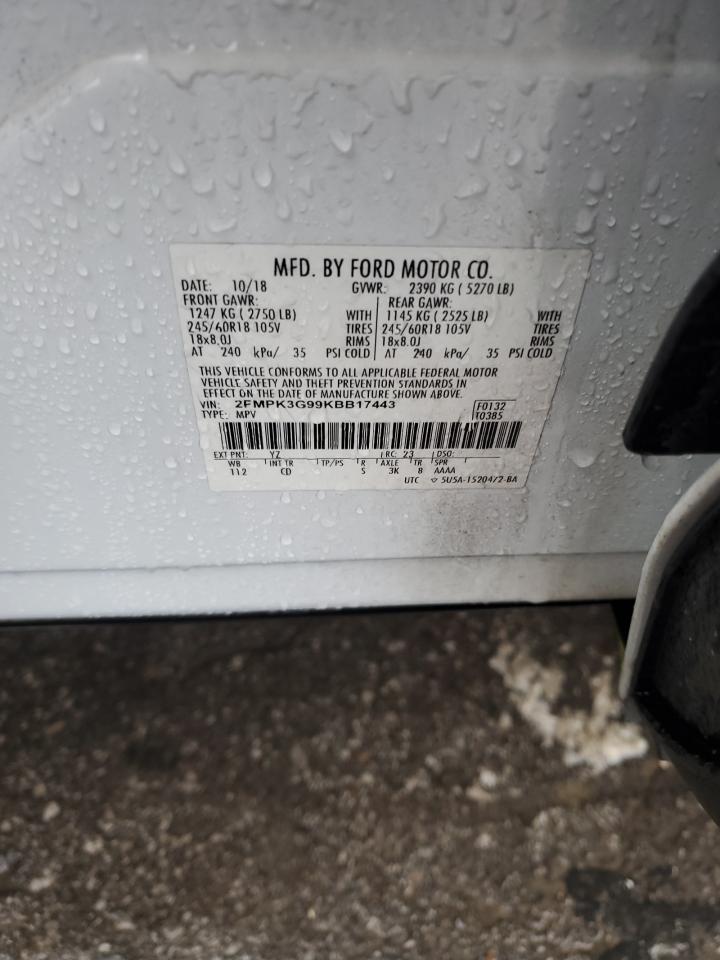 MFD. BY FORD MOTOR CO.
DATE: 10/18 GVWR: 2390 KG ( 5270 LB)
FRONT GAWR: REAR GAWR:
1247 KG ( 2750 LB) WITH 1145 KG ( 2525 LB) WITH
245/60R18 105V TIRES 245/60R18 105V TIRES
18x8.0J RIMS 18x8.0J RIMS
AT 240 kPa/ 35 PSI COLD AT 240 kPa/ 35 PSI COLD
THIS VEHICLE CONFORMS TO ALL APPLICABLE FEDERAL MOTOR
VEHICLE SAFETY AND THEFT PREVENTION STANDARDS IN
EFFECT ON THE DATE OF MANUFACTURE SHOWN ABOVE.
VIN: 2FMPK3G99KBB17443 F0132
TYPE: MPV T0385
EXT PNT: YZ RC: 23 DSO:
WB INT TR TP/PS R AXLE TR SPR
112 CD S 3K 8 AAAA
UTC 5U5A-1520472-BA